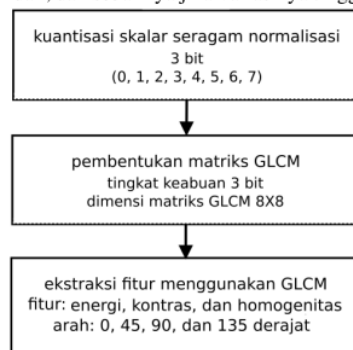 kuantisasi skalar seragam normalisasi
3 bit
(0, 1, 2, 3, 4, 5, 6, 7)
pembentukan matriks GLCM
tingkat keabuan 3 bit
dimensi matriks GLCM 8X8
ekstraksi fitur menggunakan GLCM
fitur: energi, kontras, dan homogenitas
arah: 0, 45, 90, dan 135 derajat